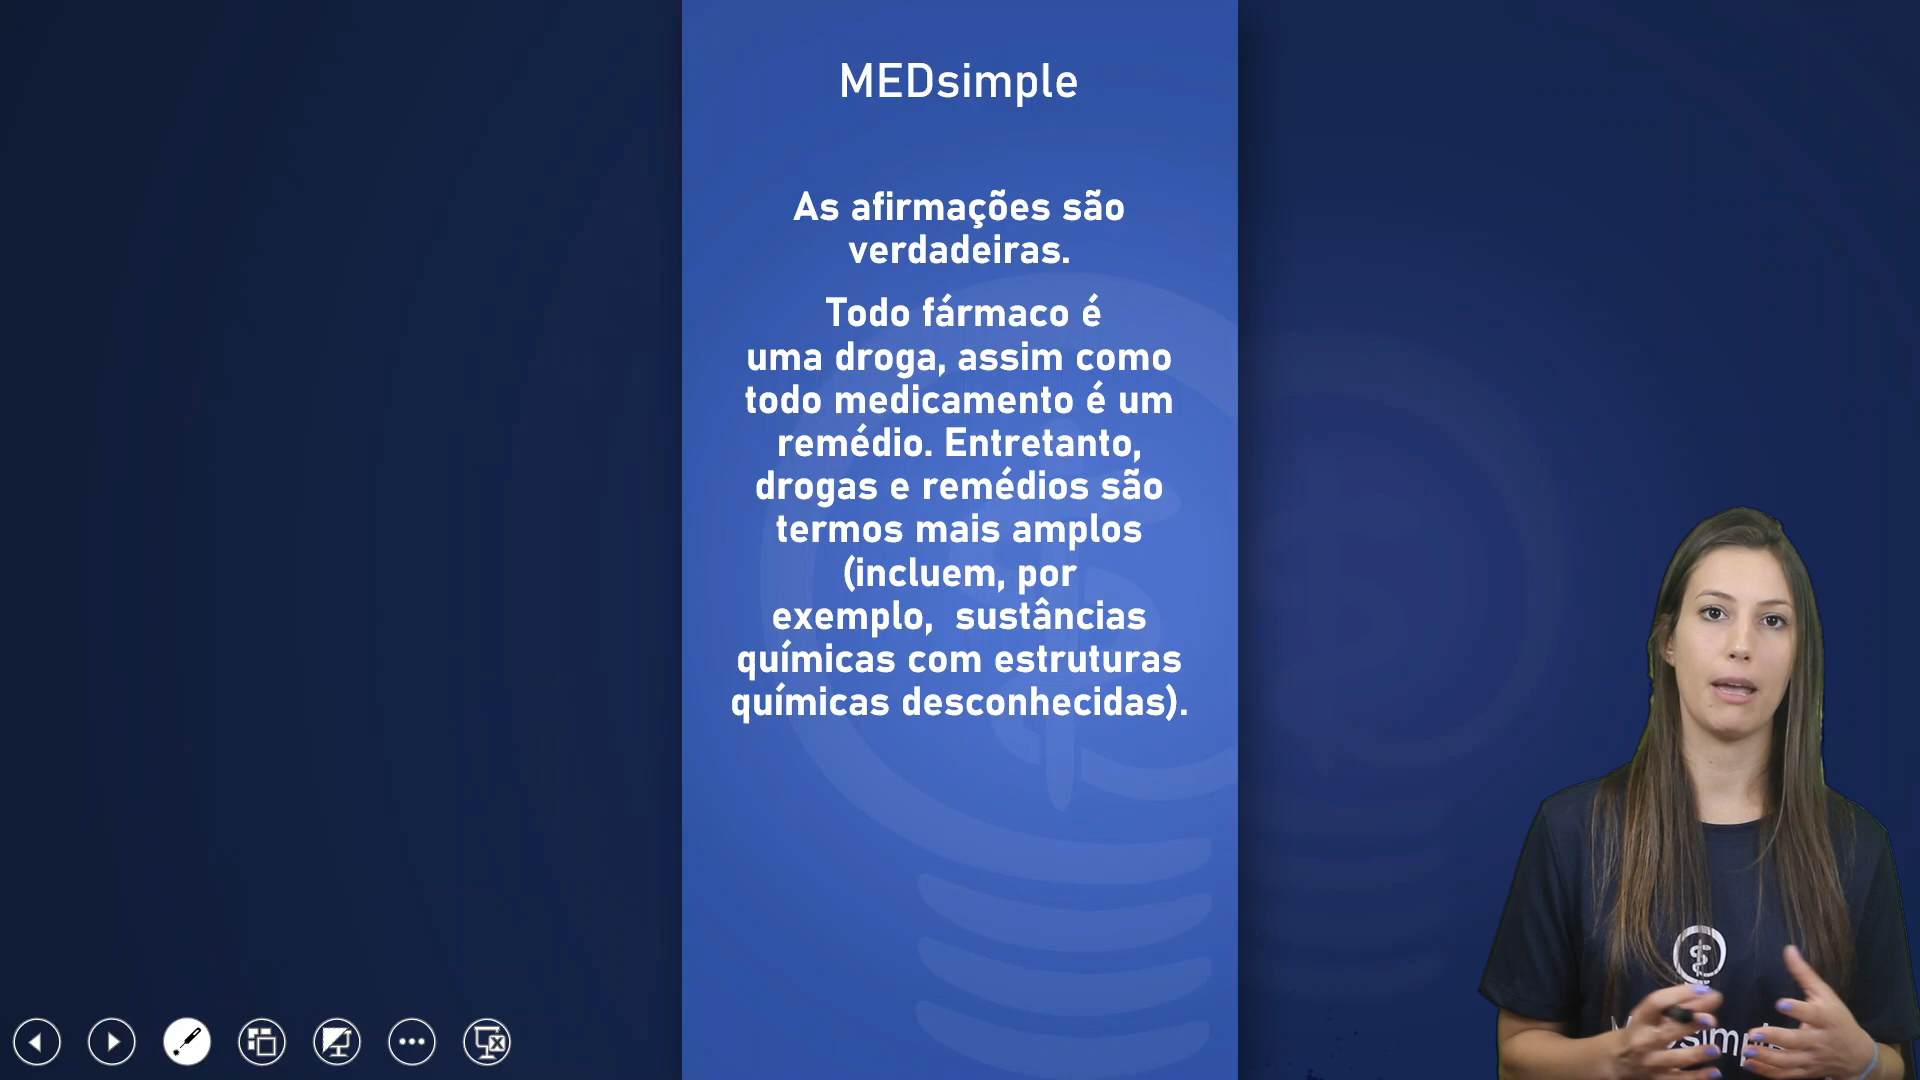 MEDsimple
As afirmações são
verdadeiras.
Todo fármaco é
uma droga, assim como
todo medicamento é um
remédio. Entretanto,
drogas e remédios são
termos mais amplos
(incluem, por
exemplo,  sustâncias
químicas com estruturas
químicas desconhecidas).